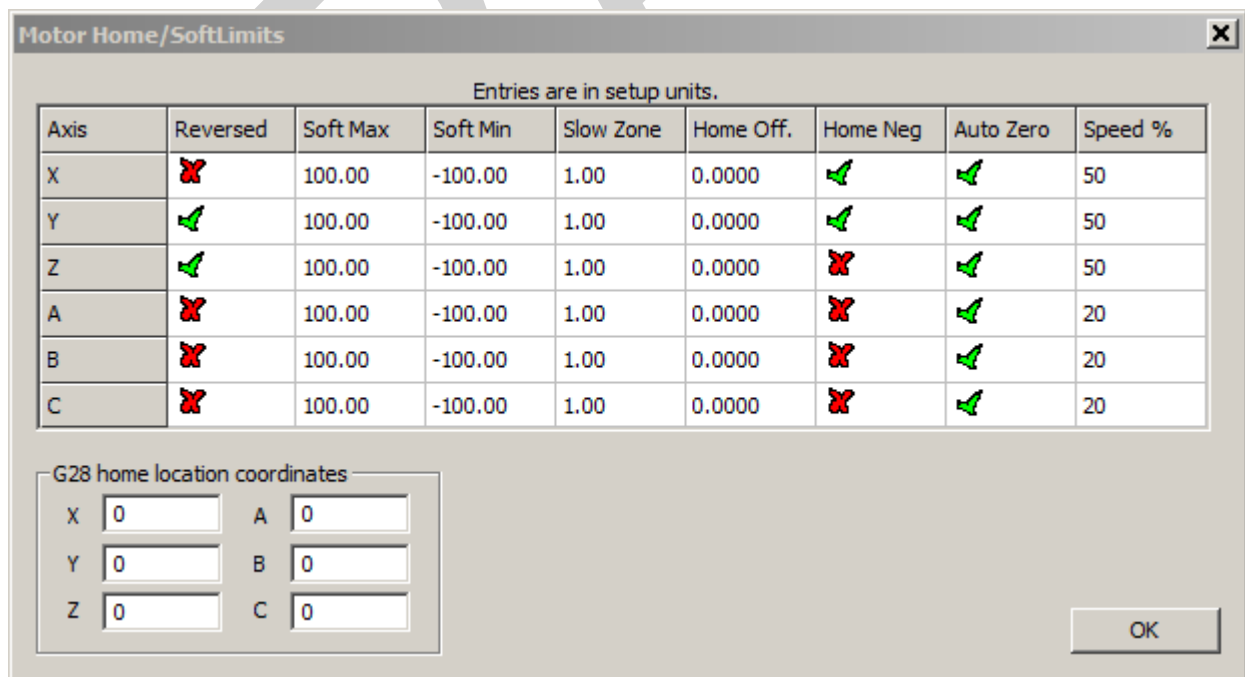 Motor Home/SoftLimits
Entries are in setup units.
Axis Reversed Soft Max Soft Min Slow Zone Home Off. Home Neg Auto Zero Speed %
X 100.00 -100.00 1.00 0.0000 50
Y 100.00 -100.00 1.00 0.0000 50
Z 100.00 -100.00 1.00 0.0000 50
A 100.00 -100.00 1.00 0.0000 20
B 100.00 -100.00 1.00 0.0000 20
C 100.00 -100.00 1.00 0.0000 20
G28 home location coordinates
X 0 A 0
Y 0 B 0
Z 0 C 0
OK